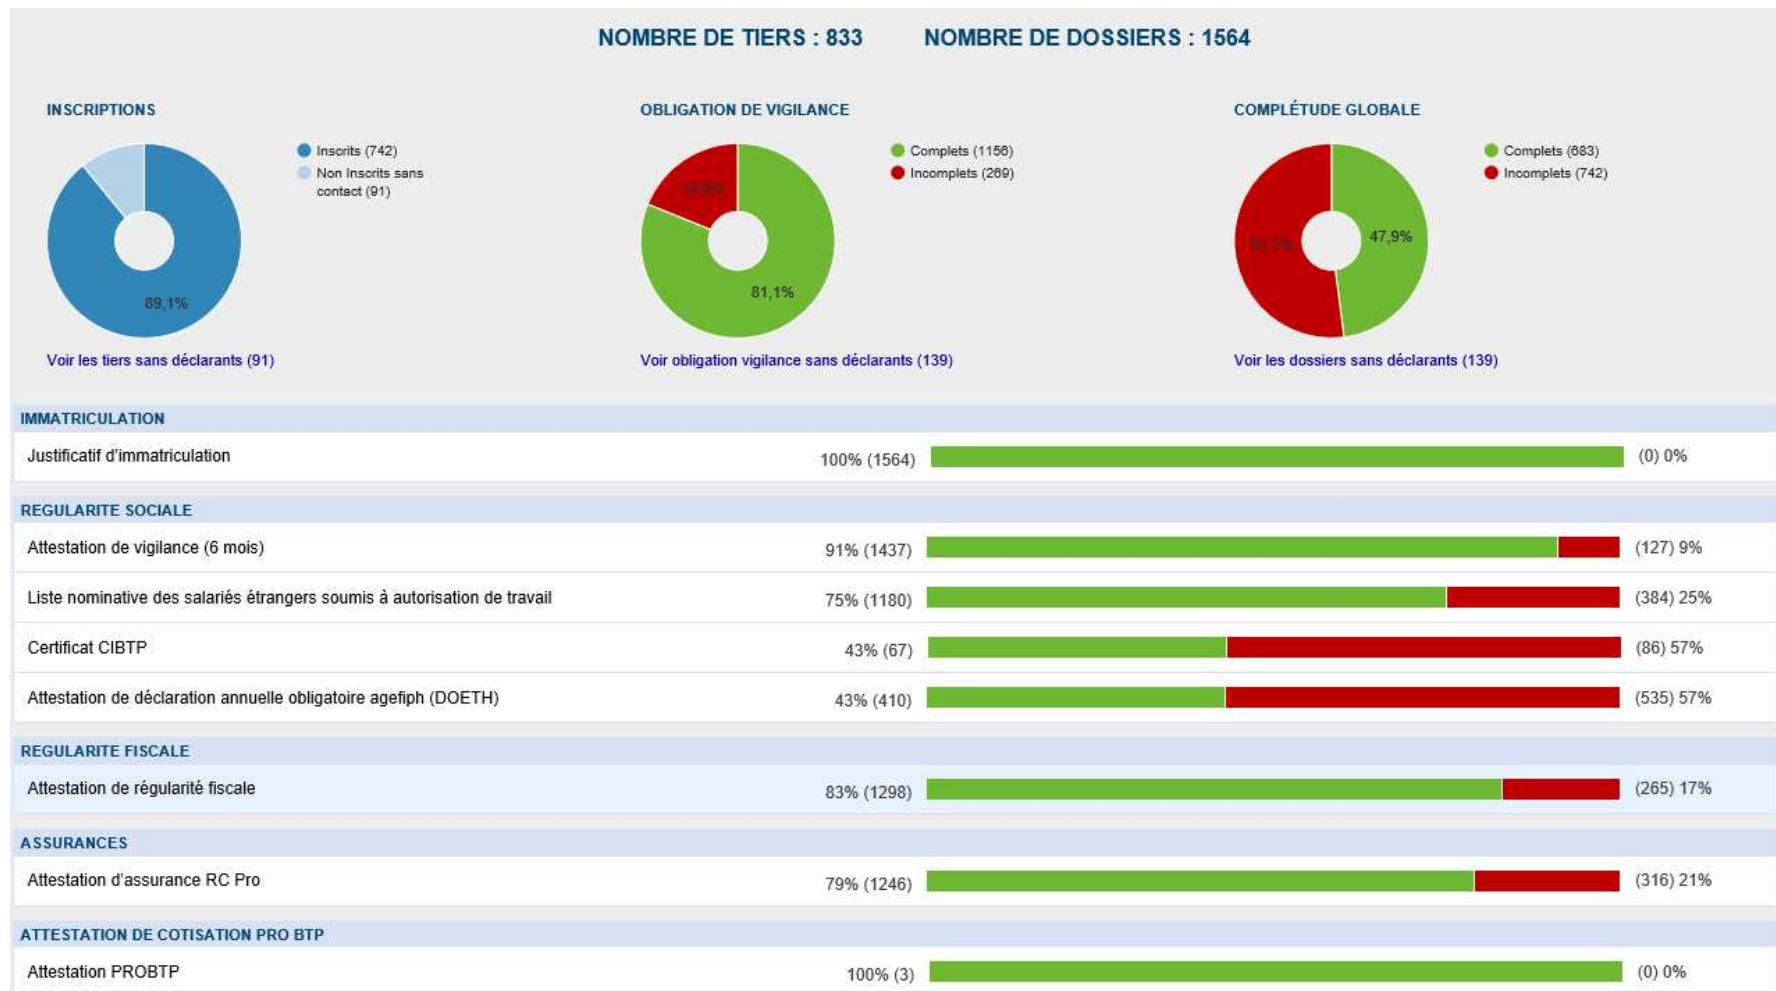 NOMBRE DE TIERS : 833 NOMBRE DE DOSSIERS : 1564
INSCRIPTIONS
Inscrits (742)
Non Inscrits sans
contact (91)
89,1%
Voir les tiers sans déclarants (91)
OBLIGATION DE VIGILANCE
Complets (1156)
Incomplets (269)
81,1%
Voir obligation vigilance sans déclarants (139)
COMPLÉTUDE GLOBALE
Complets (683)
Incomplets (742)
47,9%
Voir les dossiers sans déclarants (139)
IMMATRICULATION
Justificatif d'immatriculation 100% (1564) (0) 0%
REGULARITE SOCIALE
Attestation de vigilance (6 mois) 91% (1437) (127) 9%
Liste nominative des salariés étrangers soumis à autorisation de travail 75% (1180) (384) 25%
Certificat CIBTP 43% (67) (86) 57%
Attestation de déclaration annuelle obligatoire agefiph (DOETH) 43% (410) (535) 57%
REGULARITE FISCALE
Attestation de régularité fiscale 83% (1298) (265) 17%
ASSURANCES
Attestation d'assurance RC Pro 79% (1246) (316) 21%
ATTESTATION DE COTISATION PRO BTP
Attestation PROBTP 100% (3) (0) 0%